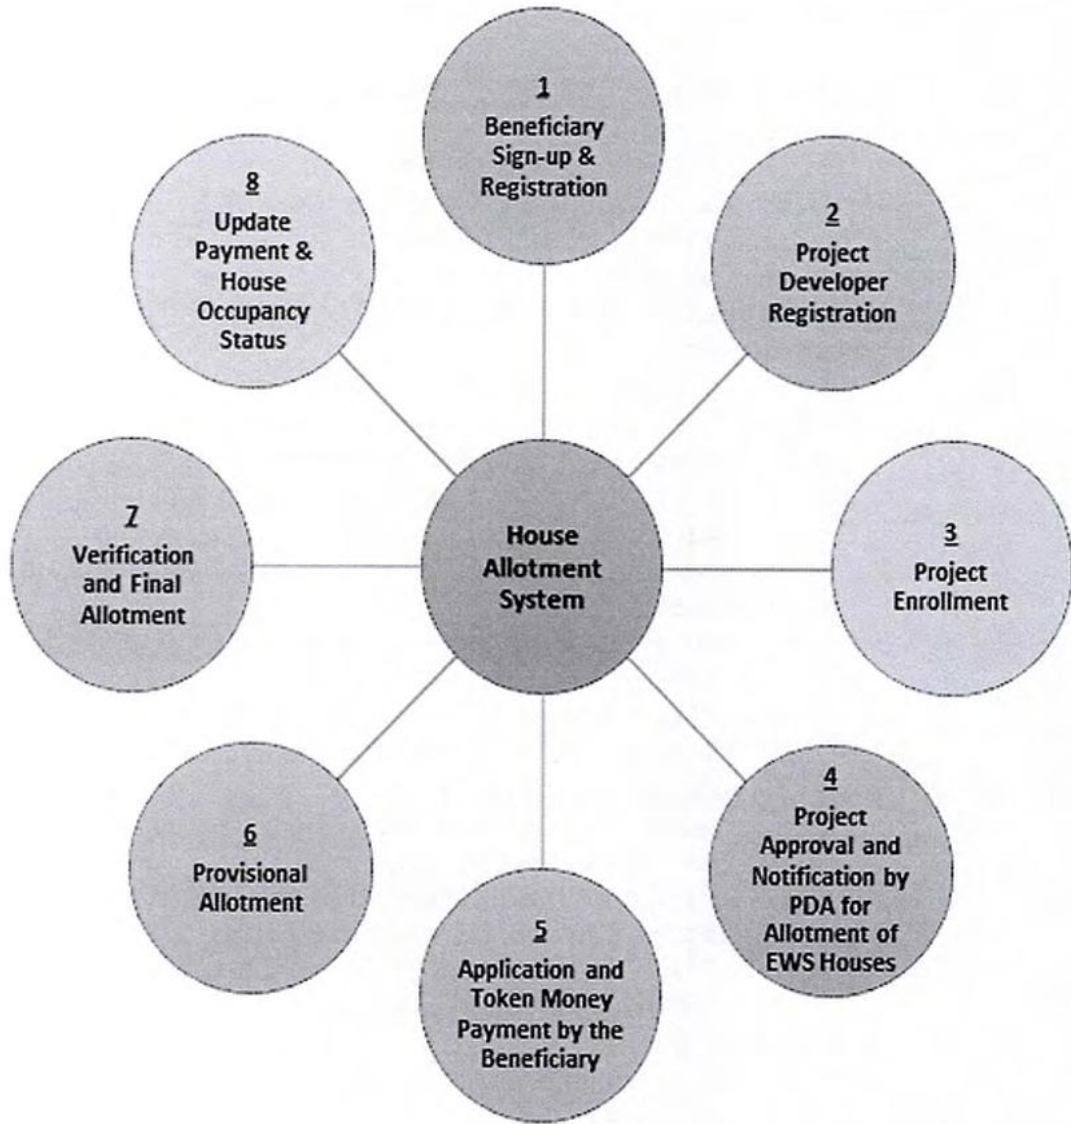 1
Beneficiary
Sign-up &
Registration
2
Project
Developer
Registration
3
Project
Enrollment
4
Project
Approval and
Notification by
PDA for
Allotment of
EWS Houses
5
Application and
Token Money
Payment by the
Beneficiary
6
Provisional
Allotment
7
Verification
and Final
Allotment
8
Update
Payment &
House
Occupancy
Status
House
Allotment
System